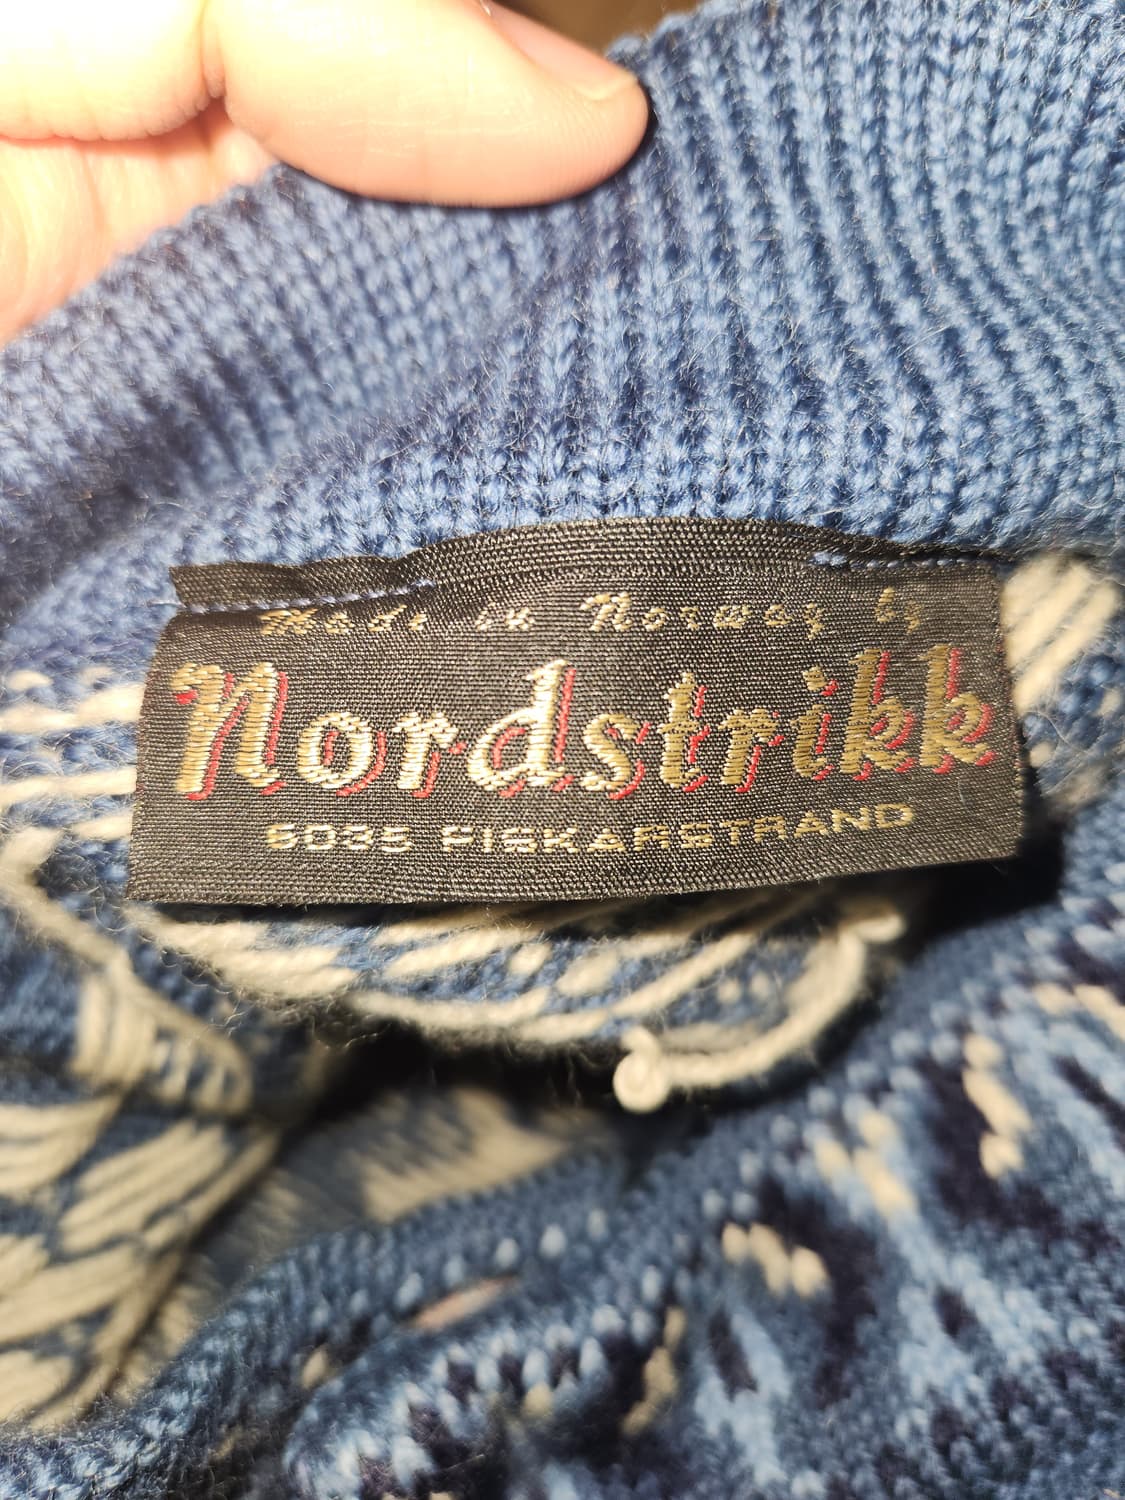 Made in Norway by
Nordstrikk
6035 FISKARSTRAND